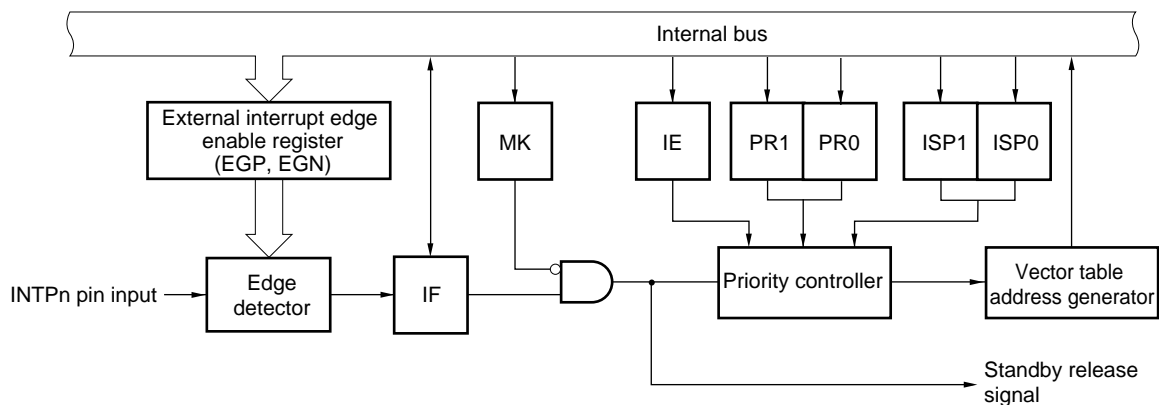 Internal bus
External interrupt edge
enable register
(EGP, EGN)
MK
IE
PR1
PR0
ISP1
ISP0
INTPn pin input
Edge
detector
IF
Priority controller
Vector table
address generator
Standby release
signal